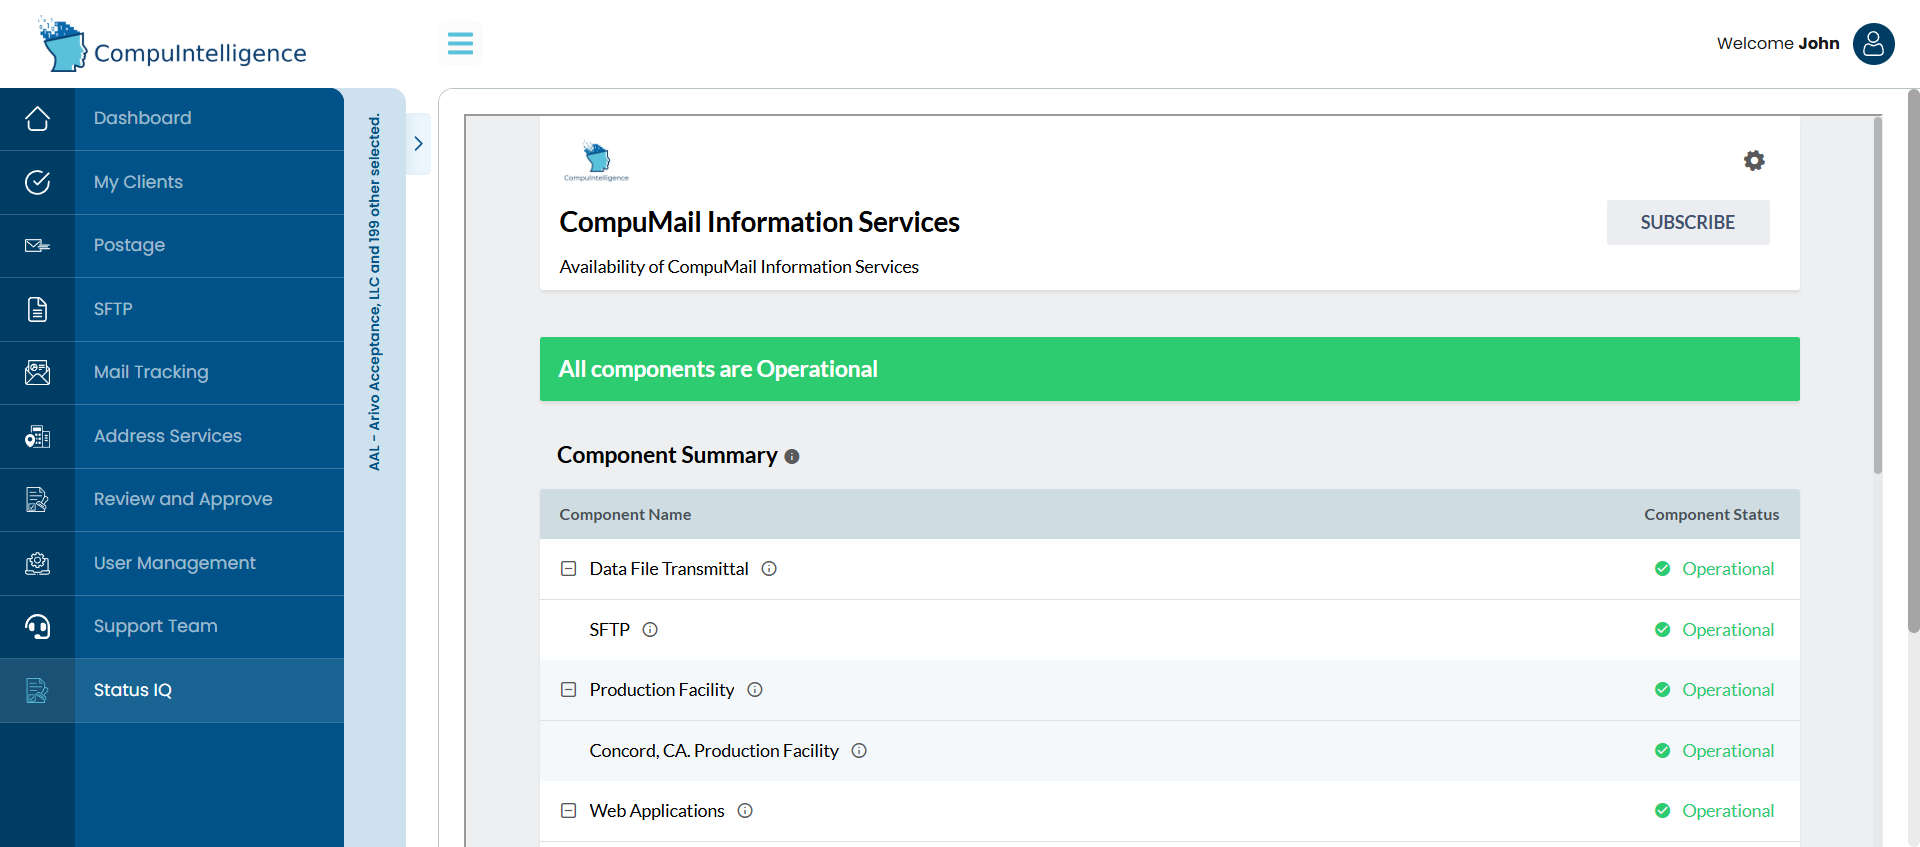 CompuIntelligence
Welcome John
Dashboard
My Clients
Postage
SFTP
Mail Tracking
Address Services
Review and Approve
User Management
Support Team
Status IQ
AAL - Arivo Acceptance, LLC and 199 other selected.
CompuIntelligence
CompuMail Information Services
SUBSCRIBE
Availability of CompuMail Information Services
All components are Operational
Component Summary
Component Name Component Status
Data File Transmittal Operational
SFTP Operational
Production Facility Operational
Concord, CA. Production Facility Operational
Web Applications Operational